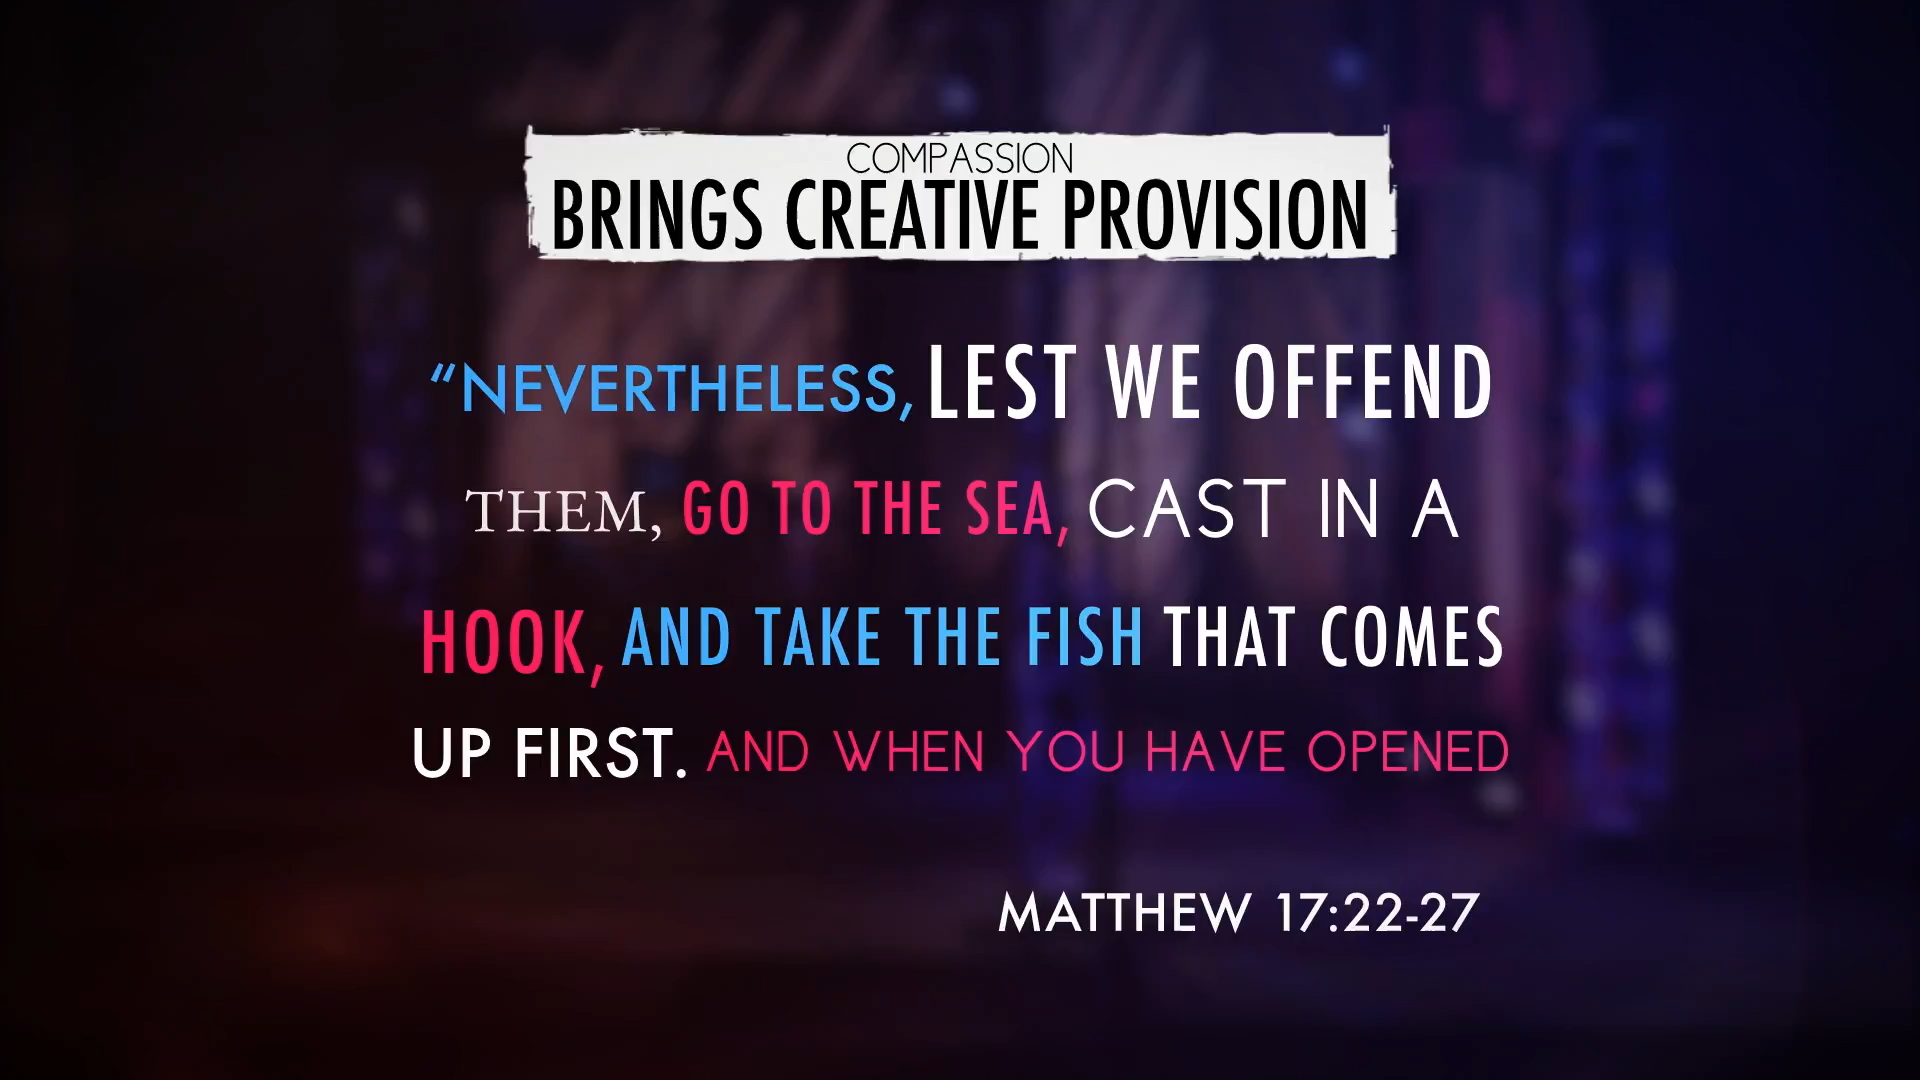 COMPASSION
BRINGS CREATIVE PROVISION
“NEVERTHELESS, LEST WE OFFEND
THEM, GO TO THE SEA, CAST IN A
HOOK, AND TAKE THE FISH THAT COMES
UP FIRST. AND WHEN YOU HAVE OPENED
MATTHEW 17:22-27